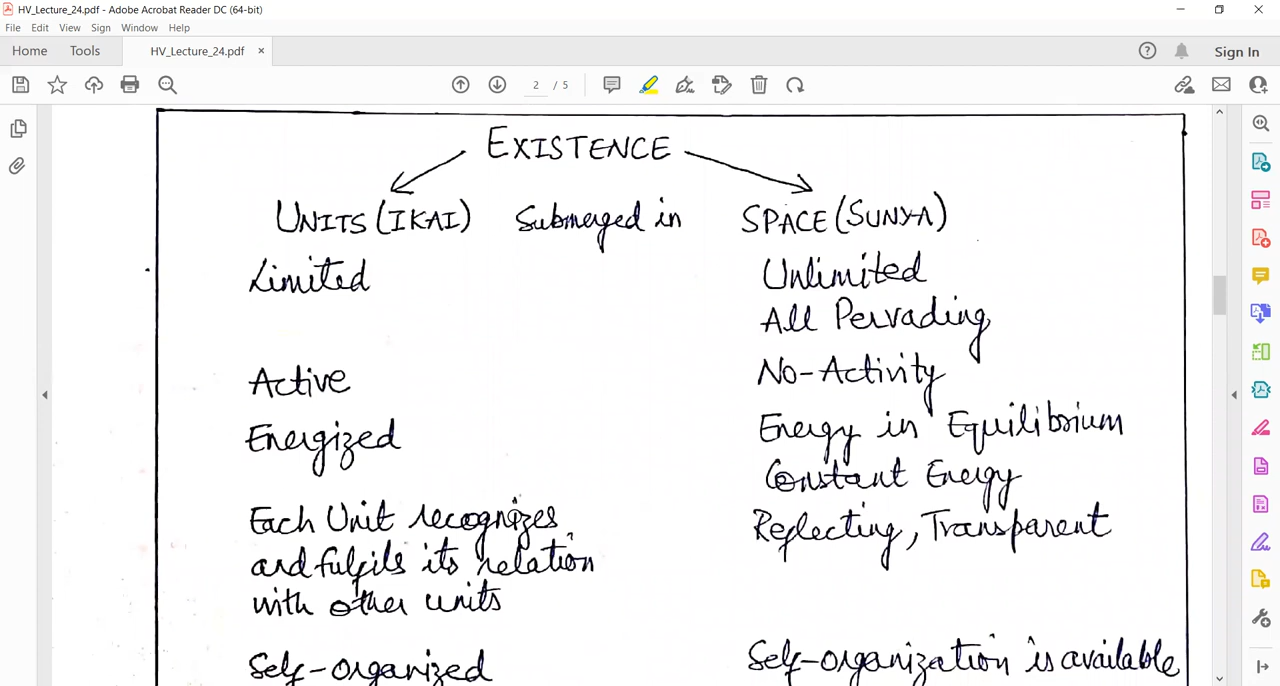 HV_Lecture_24.pdf - Adobe Acrobat Reader DC (64-bit)
File Edit View Sign Window Help
Home Tools HV_Lecture_24.pdf × Sign In
2 / 5
EXISTENCE
UNITS (IKAI) Submerged in SPACE (SUNYA)
Limited Unlimited
All Pervading
Active No-Activity
Energized Energy in Equilibrium
Constant Energy
Each Unit recognizes Reflecting, Transparent
and fulfils its relation
with other units
Self-organized Self-organization is available